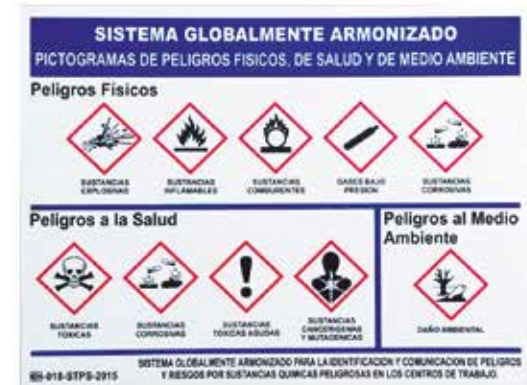 SISTEMA GLOBALMENTE ARMONIZADO
PICTOGRAMAS DE PELIGROS FISICOS, DE SALUD Y DE MEDIO AMBIENTE
Peligros Físicos
SUSTANCIAS
EXPLOSIVAS
SUSTANCIAS
INFLAMABLES
SUSTANCIAS
COMBURENTES
GASES BAJO
PRESION
SUSTANCIAS
CORROSIVAS
Peligros a la Salud
SUSTANCIAS
TOXICAS
SUSTANCIAS
CORROSIVAS
SUSTANCIAS
TOXICAS AGUDAS
SUSTANCIAS
CANCERIGENAS
Y MUTAGENICAS
Peligros al Medio
Ambiente
DAÑO AMBIENTAL
-018-STPS-2015
SISTEMA GLOBALMENTE ARMONIZADO PARA LA IDENTIFICACION Y COMUNICACION DE PELIGROS
Y RIESGOS POR SUSTANCIAS QUIMICAS PELIGROSAS EN LOS CENTROS DE TRABAJO.